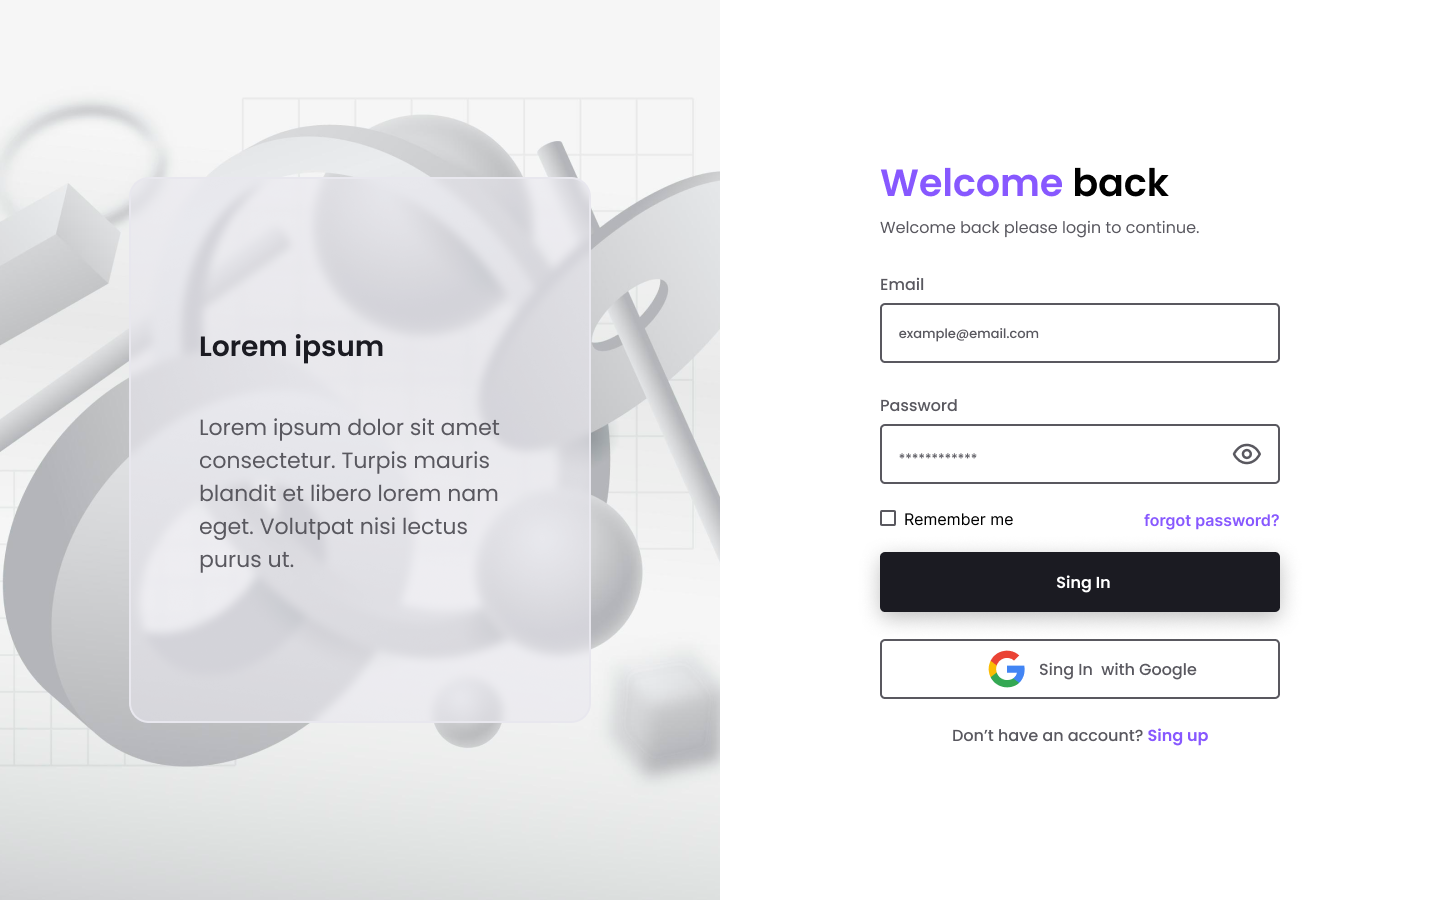 Lorem ipsum
Lorem ipsum dolor sit amet
consectetur. Turpis mauris
blandit et libero lorem nam
eget. Volutpat nisi lectus
purus ut.
Welcome back
Welcome back please login to continue.
Email
example@email.com
Password
************
Remember me
forgot password?
Sing In
Sing In  with Google
Don’t have an account? Sing up